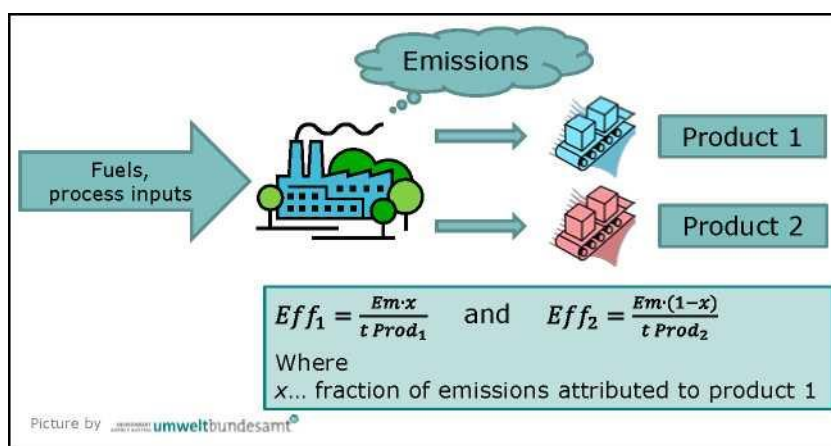 Emissions
Fuels,
process inputs
Product 1
Product 2
Eff₁ = Em·x / t Prod₁ and Eff₂ = Em·(1−x) / t Prod₂
Where
x... fraction of emissions attributed to product 1
Picture by umweltbundesamt